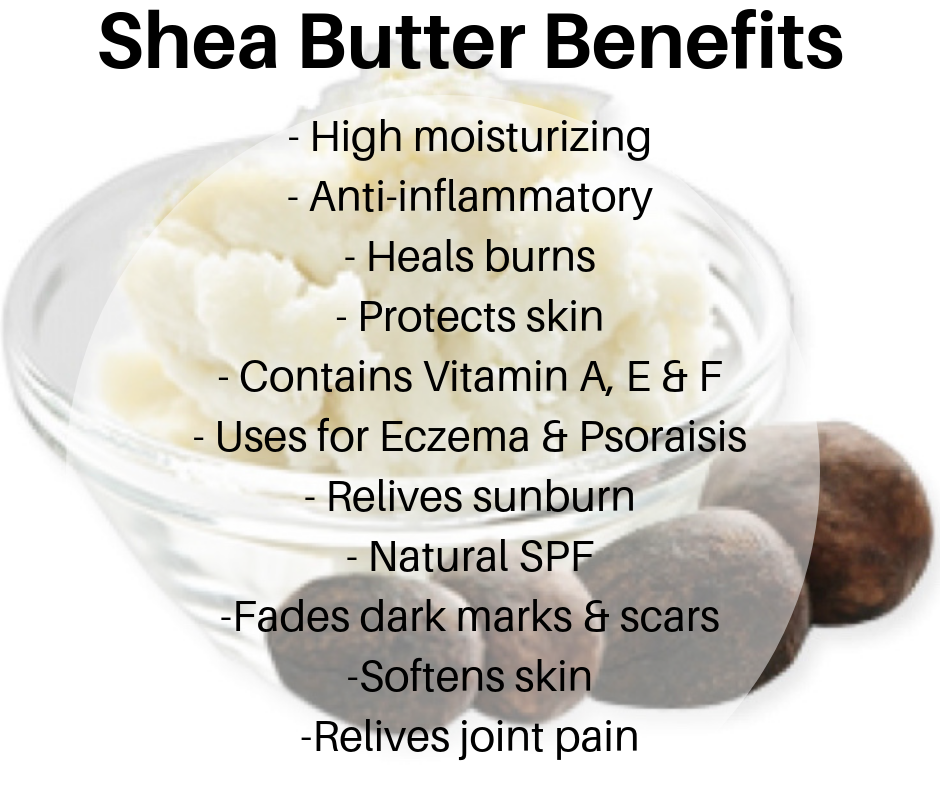 Shea Butter Benefits
- High moisturizing
- Anti-inflammatory
- Heals burns
- Protects skin
- Contains Vitamin A, E & F
- Uses for Eczema & Psoraisis
- Relives sunburn
- Natural SPF
-Fades dark marks & scars
-Softens skin
-Relives joint pain